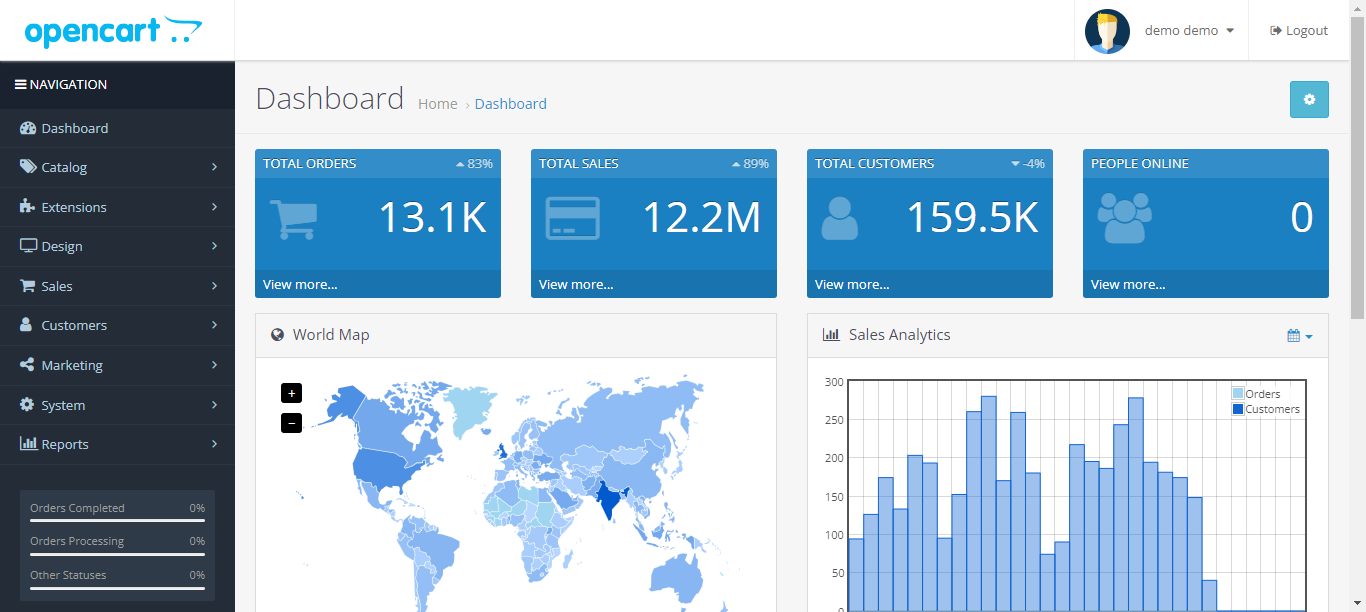 opencart
demo demo
Logout
NAVIGATION
Dashboard
Catalog
Extensions
Design
Sales
Customers
Marketing
System
Reports
Orders Completed 0%
Orders Processing 0%
Other Statuses 0%
Dashboard Home › Dashboard
TOTAL ORDERS 83%
13.1K
View more...
TOTAL SALES 89%
12.2M
View more...
TOTAL CUSTOMERS -4%
159.5K
View more...
PEOPLE ONLINE
0
View more...
World Map
+
−
Sales Analytics
300
250
200
150
100
50
0
Orders
Customers